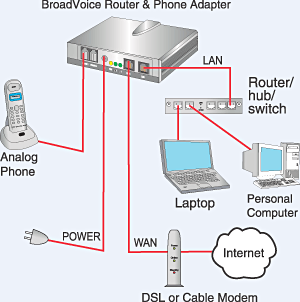 BroadVoice Router & Phone Adapter
LAN
Router/
hub/
switch
Analog
Phone
Laptop
Personal
Computer
POWER
WAN
Internet
DSL or Cable Modem